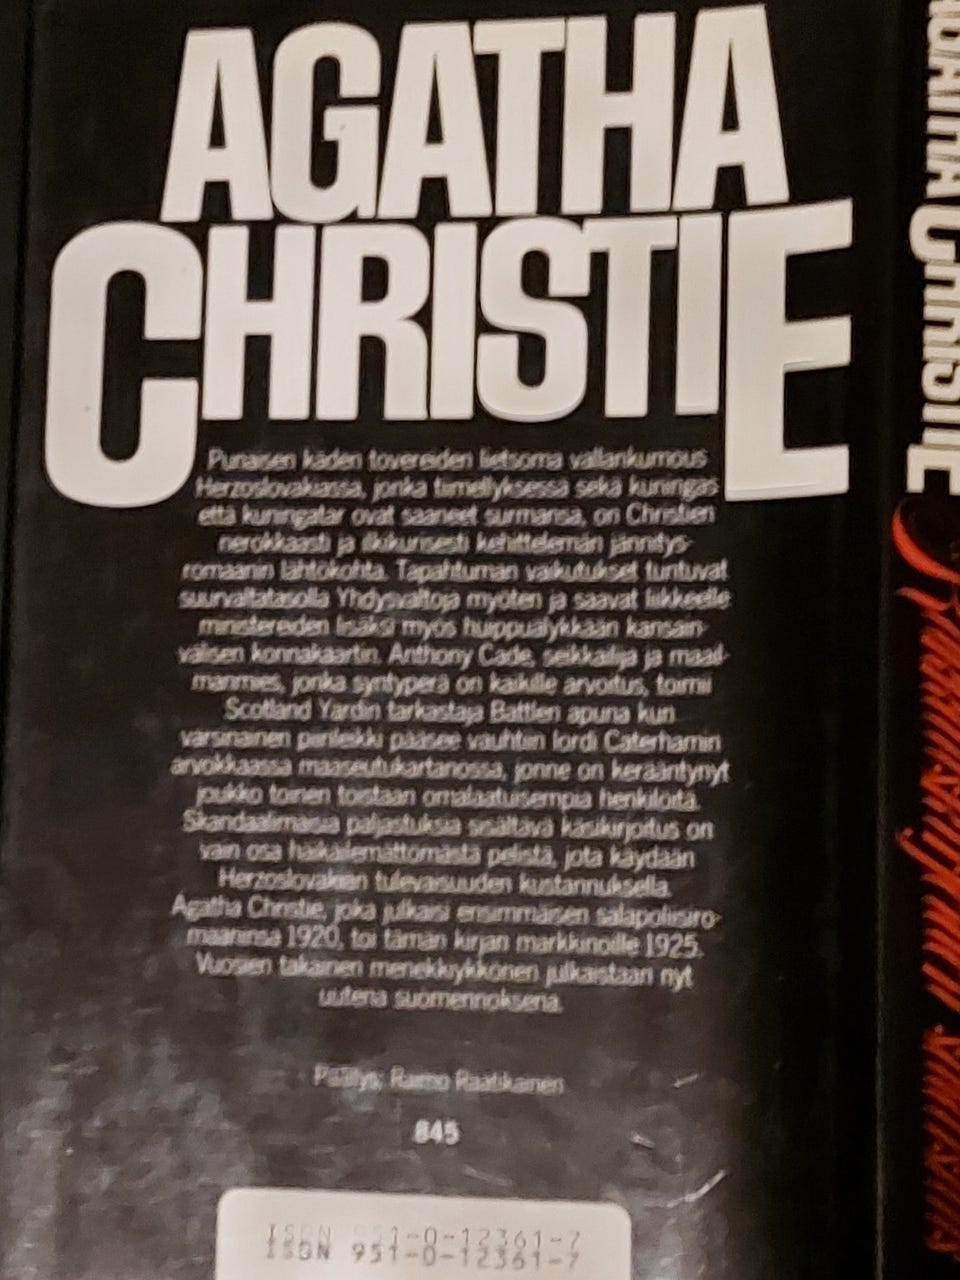 AGATHA
CHRISTIE
Punaisen käden tovereiden lietsoma vallankumous
Herzoslovakiassa, jonka tiimellyksessä sekä kuningas
että kuningatar ovat saaneet surmansa, on Christien
nerokkaasti ja ilkikurisesti kehittelemän jännitys-
romaanin lähtökohta. Tapahtuman vaikutukset tuntuvat
suurvaltatasolla Yhdysvaltoja myöten ja saavat liikkeelle
ministereiden lisäksi myös huippuälykkään kansain-
välisen konnakaartin. Anthony Cade, seikkailija ja maail-
manmies, jonka syntyperä on kaikille arvoitus, toimii
Scotland Yardin tarkastaja Battlen apuna kun
varsinainen piirileikki pääsee vauhtiin lordi Caterhamin
arvokkaassa maaseutukartanossa, jonne on kerääntynyt
joukko toinen toistaan omalaatuisempia henkilöitä.
Skandaalimaisia paljastuksia sisältävä käsikirjoitus on
vain osa häikäilemättömästä pelistä, jota käydään
Herzoslovakian tulevaisuuden kustannuksella.
Agatha Christie, joka julkaisi ensimmäisen salapoliisiro-
maaninsa 1920, toi tämän kirjan markkinoille 1925.
Vuosien takainen menekkiykkönen julkaistaan nyt
uutena suomennoksena.
Päällys: Raimo Raatikainen
845
ISBN 951-0-12361-7
ISBN 951-0-12361-7
AGATHA CHRISTIE